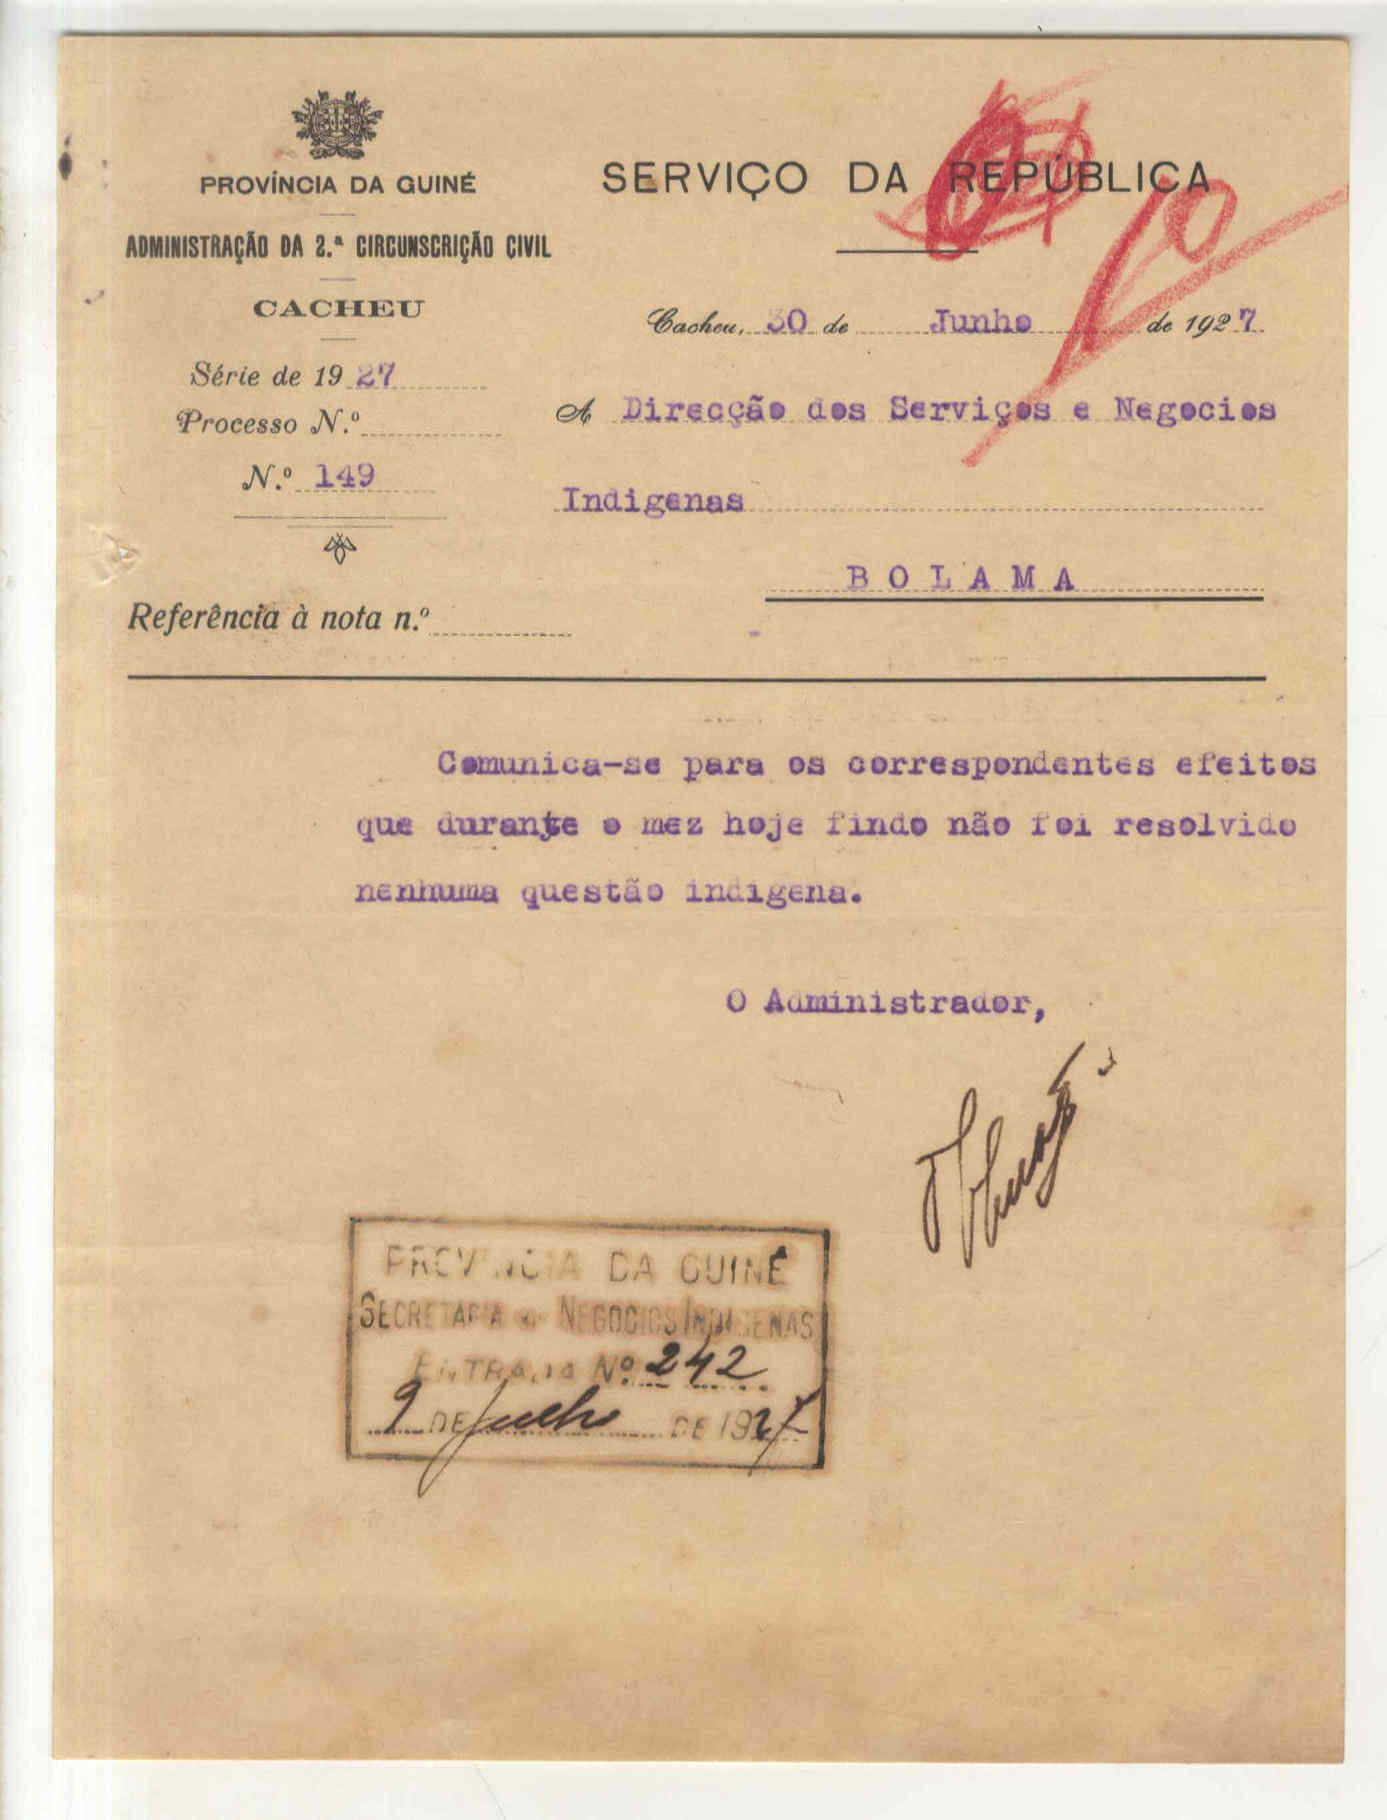 PROVÍNCIA DA GUINÉ
ADMINISTRAÇÃO DA 2.ª CIRCUNSCRIÇÃO CIVIL
CACHEU
Série de 1927
Processo N.º
N.º 149
Referência à nota n.º
SERVIÇO DA REPÚBLICA
Cacheu, 30 de Junho de 1927.
A Direcção dos Serviços e Negocios
Indigenas
BOLAMA
Comunica-se para os correspondentes efeitos
que durante o mez hoje findo não foi resolvido
nenhuma questão indigena.
O Administrador,
PROVINCIA DA GUINÉ
SECRETARIA NEGOCIOS INDIGENAS
ENTRADA Nº 242
9 DE Julho DE 1927